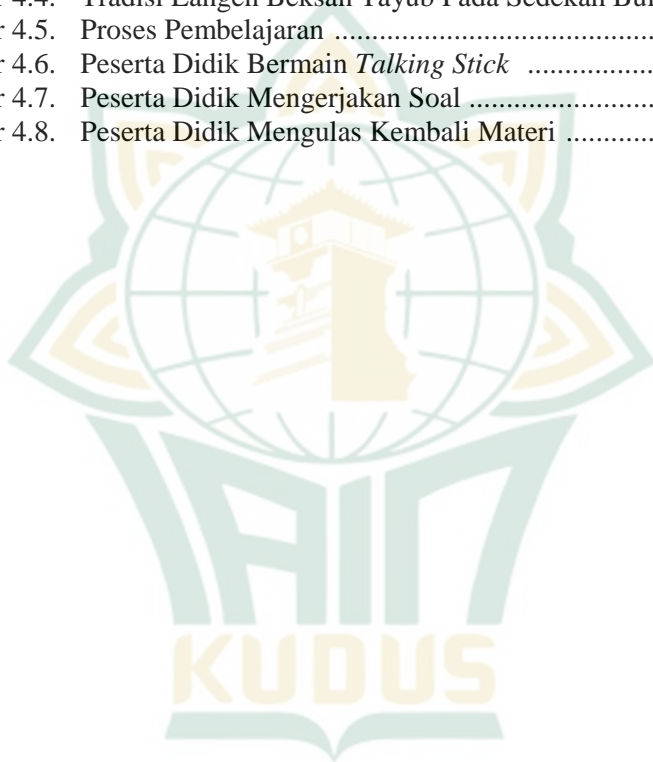 r 4.4. Tradisi Langen Beksan Tayub Pada Sedekah Bu
r 4.5. Proses Pembelajaran ..........................................
r 4.6. Peserta Didik Bermain Talking Stick .................
r 4.7. Peserta Didik Mengerjakan Soal .........................
r 4.8. Peserta Didik Mengulas Kembali Materi ............
IAIN
KUDUS